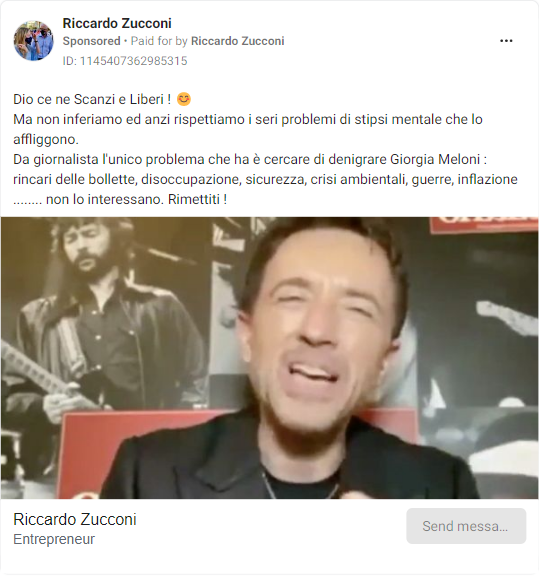 Riccardo Zucconi
Sponsored • Paid for by Riccardo Zucconi
ID: 1145407362985315
Dio ce ne Scanzi e Liberi ! 😊
Ma non inferiamo ed anzi rispettiamo i seri problemi di stipsi mentale che lo
affliggono.
Da giornalista l'unico problema che ha è cercare di denigrare Giorgia Meloni :
rincari delle bollette, disoccupazione, sicurezza, crisi ambientali, guerre, inflazione
........ non lo interessano. Rimettiti !
Riccardo Zucconi
Entrepreneur
Send messa...